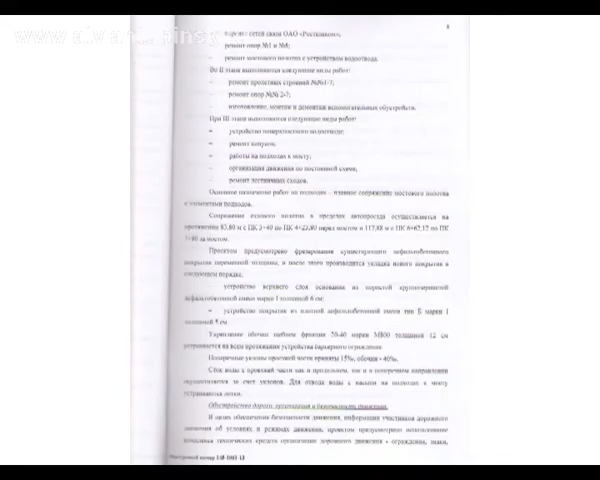 4
сетей связи ОАО «Ростелеком»;
ремонт опор №1 и №8;
ремонт мостового полотна с устройством водоотвода.
Во II этапе выполняются следующие виды работ:
- ремонт пролетных строений №№1-7;
- ремонт опор №№ 2-7;
- изготовление, монтаж и демонтаж вспомогательных обустройств.
При III этапе выполняются следующие виды работ:
- устройство поверхностного водоотвода;
- ремонт конусов;
- работы на подходах к мосту;
- организация движения по постоянной схеме;
- ремонт лестничных сходов.
Основное назначение работ на подходах – плавное сопряжение мостового полотна
с элементами подходов.
Сопряжение ездового полотна в пределах автопроезда осуществляется на
протяжении 83,80 м с ПК 3+40 по ПК 4+23,80 перед мостом и 117,88 м с ПК 6+62,12 по ПК
7+80 за мостом.
Проектом предусмотрено фрезерование существующего асфальтобетонного
покрытия переменной толщины, и после этого производится укладка нового покрытия в
следующем порядке:
- устройство верхнего слоя основания из пористой крупнозернистой
асфальтобетонной смеси марки I толщиной 6 см;
- устройство покрытия из плотной асфальтобетонной смеси тип Б марки I
толщиной 5 см
Укрепление обочин щебнем фракции 20-40 марки М800 толщиной 12 см
устраивается на всем протяжении устройства барьерного ограждения.
Поперечные уклоны проезжей части приняты 15‰, обочин - 40‰.
Сток воды с проезжей части как в продольном, так и в поперечном направлении
осуществляется за счет уклонов. Для отвода воды с насыпи на подходах к мосту
устраиваются лотки.
Обустройство дороги, организация и безопасность движения.
В целях обеспечения безопасности движения, информации участников дорожного
движения об условиях и режимах движения, проектом предусмотрено использование
комплекса технических средств организации дорожного движения - ограждения, знаки,
номер